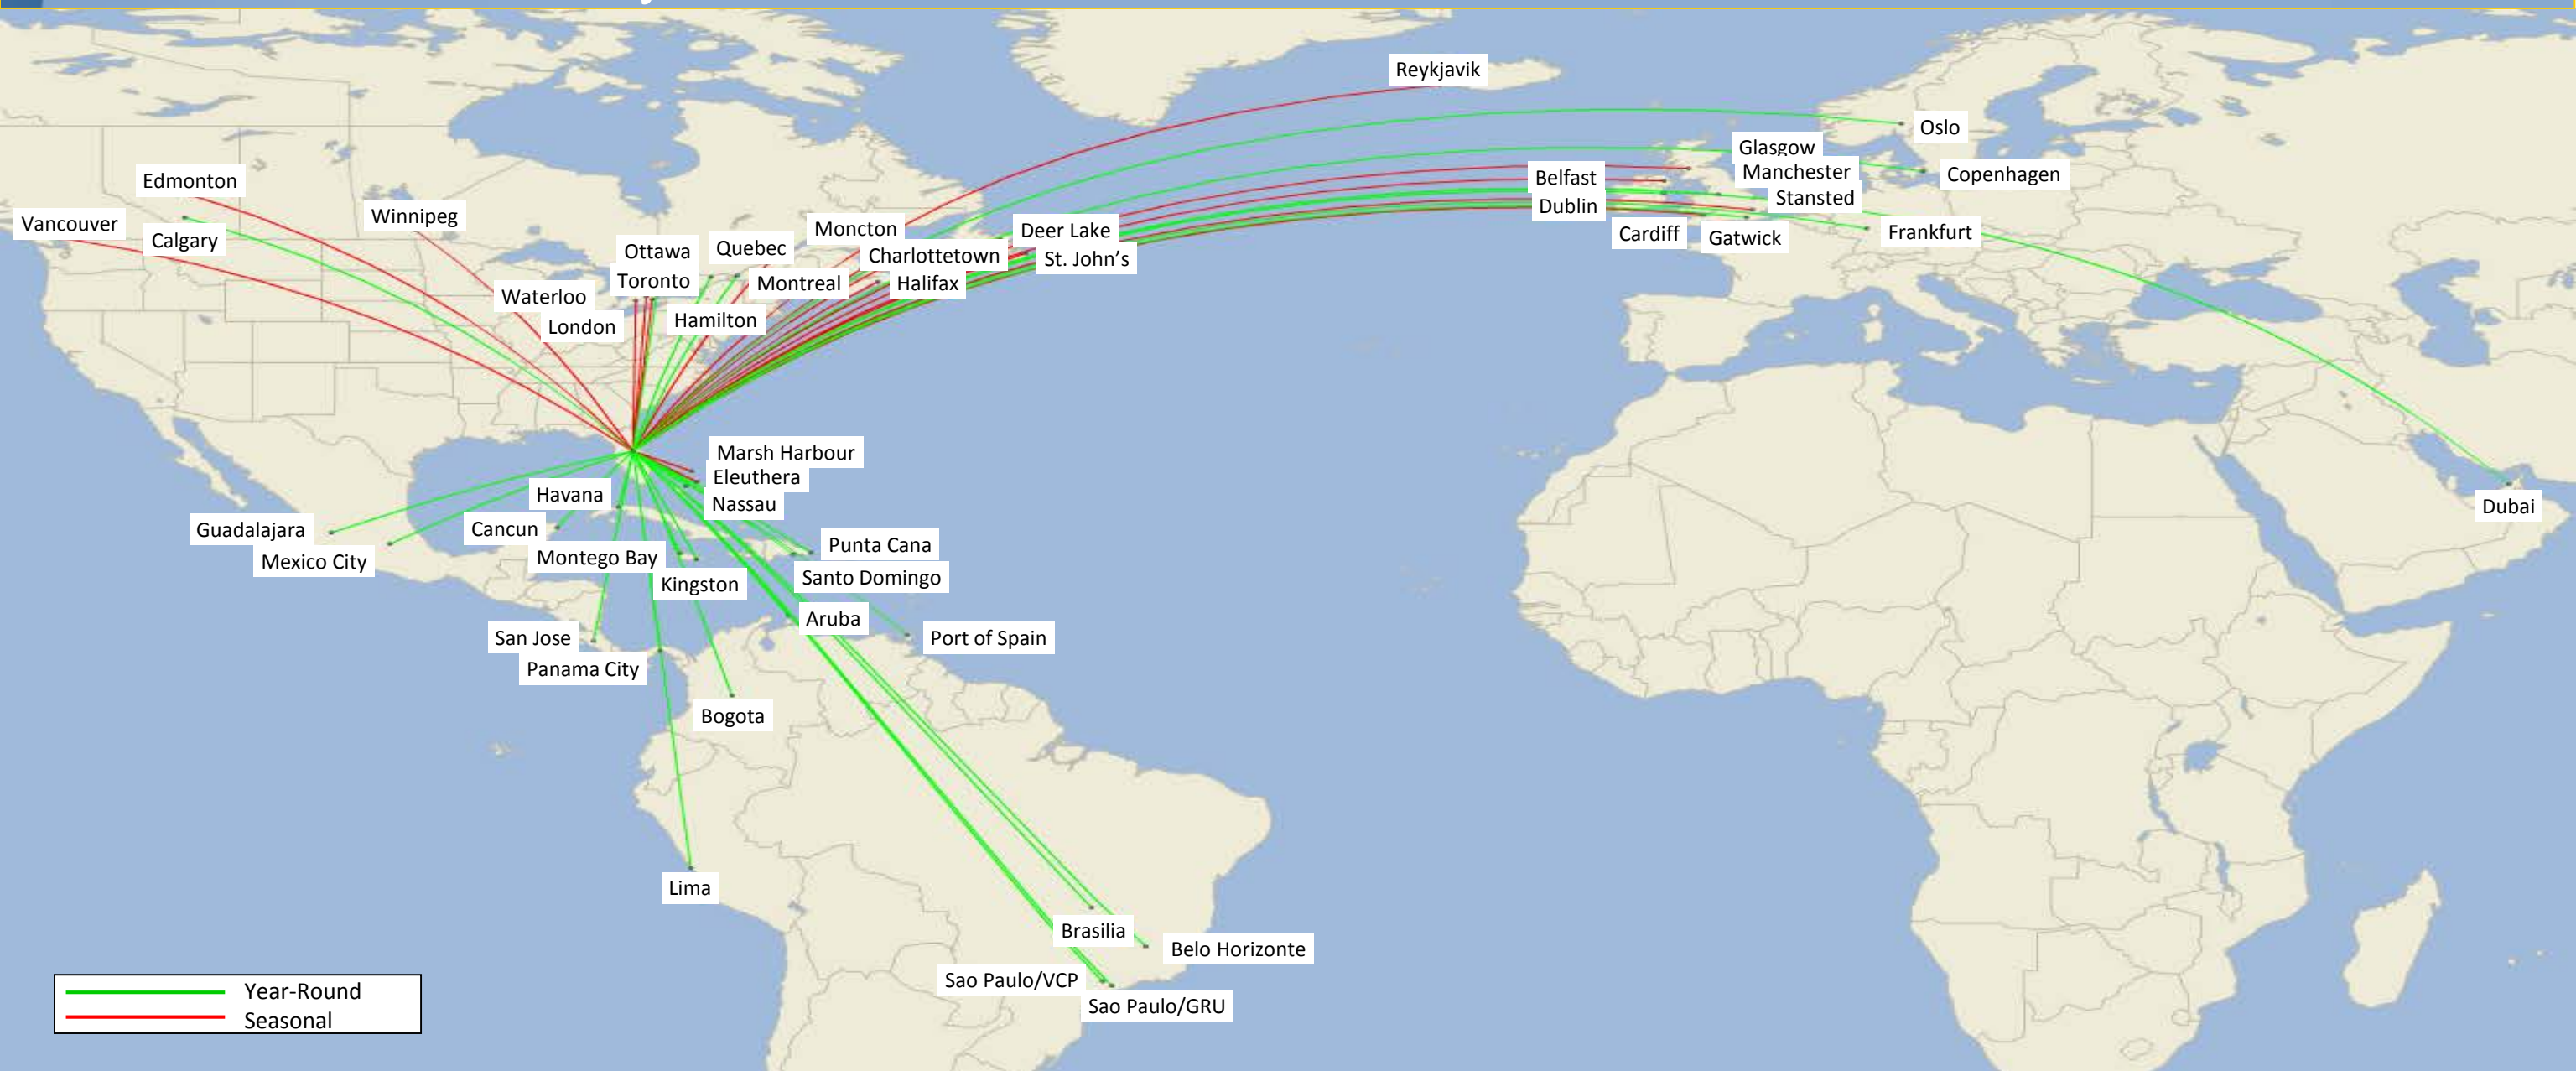 Reykjavik
Oslo
Glasgow
Manchester
Copenhagen
Belfast
Stansted
Dublin
Cardiff
Gatwick
Frankfurt
Dubai
Edmonton
Vancouver
Calgary
Winnipeg
Ottawa
Quebec
Moncton
Deer Lake
Toronto
Charlottetown
St. John's
Waterloo
Montreal
Halifax
London
Hamilton
Marsh Harbour
Eleuthera
Havana
Nassau
Guadalajara
Cancun
Mexico City
Montego Bay
Punta Cana
Kingston
Santo Domingo
Aruba
San Jose
Port of Spain
Panama City
Bogota
Lima
Brasilia
Belo Horizonte
Sao Paulo/VCP
Sao Paulo/GRU
Year-Round
Seasonal